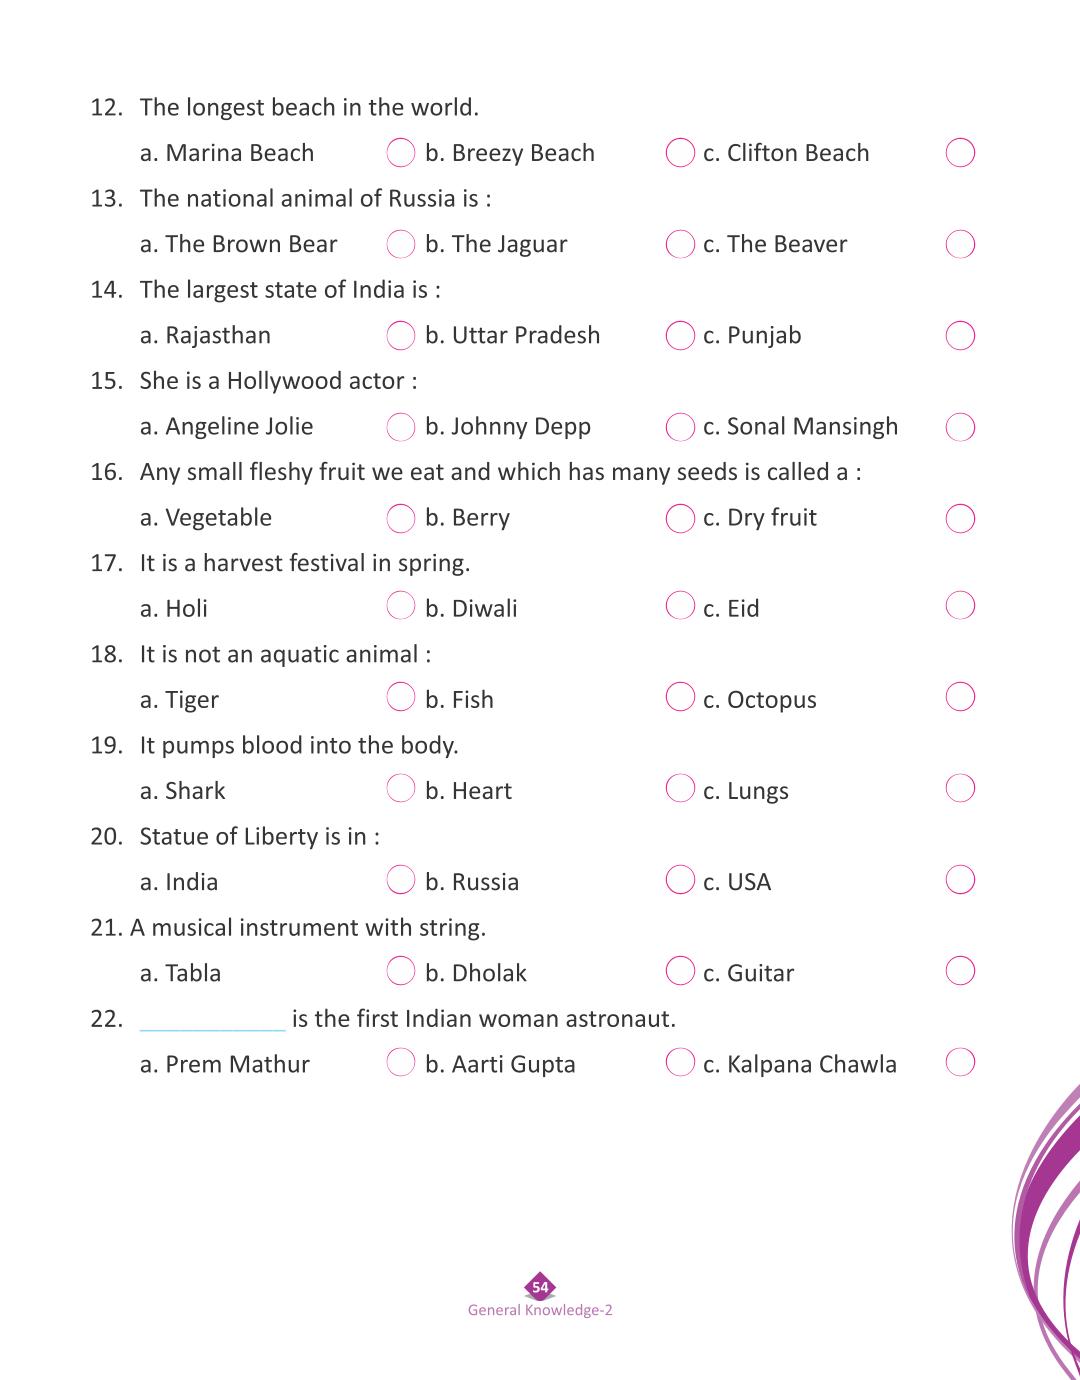 12. The longest beach in the world.
a. Marina Beach b. Breezy Beach c. Clifton Beach
13. The national animal of Russia is :
a. The Brown Bear b. The Jaguar c. The Beaver
14. The largest state of India is :
a. Rajasthan b. Uttar Pradesh c. Punjab
15. She is a Hollywood actor :
a. Angeline Jolie b. Johnny Depp c. Sonal Mansingh
16. Any small fleshy fruit we eat and which has many seeds is called a :
a. Vegetable b. Berry c. Dry fruit
17. It is a harvest festival in spring.
a. Holi b. Diwali c. Eid
18. It is not an aquatic animal :
a. Tiger b. Fish c. Octopus
19. It pumps blood into the body.
a. Shark b. Heart c. Lungs
20. Statue of Liberty is in :
a. India b. Russia c. USA
21. A musical instrument with string.
a. Tabla b. Dholak c. Guitar
22. ___________ is the first Indian woman astronaut.
a. Prem Mathur b. Aarti Gupta c. Kalpana Chawla
54
General Knowledge-2